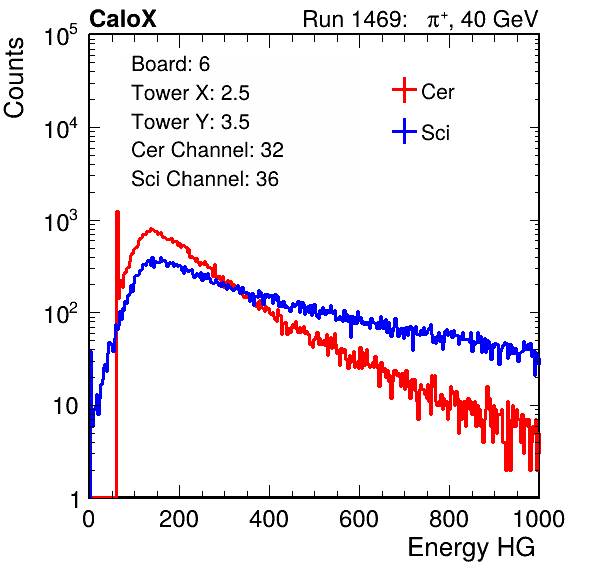 CaloX Run 1469: π⁺, 40 GeV
Counts
10⁵
10⁴
10³
10²
10
1
Board: 6
Tower X: 2.5
Tower Y: 3.5
Cer Channel: 32
Sci Channel: 36
Cer
Sci
0 200 400 600 800 1000
Energy HG